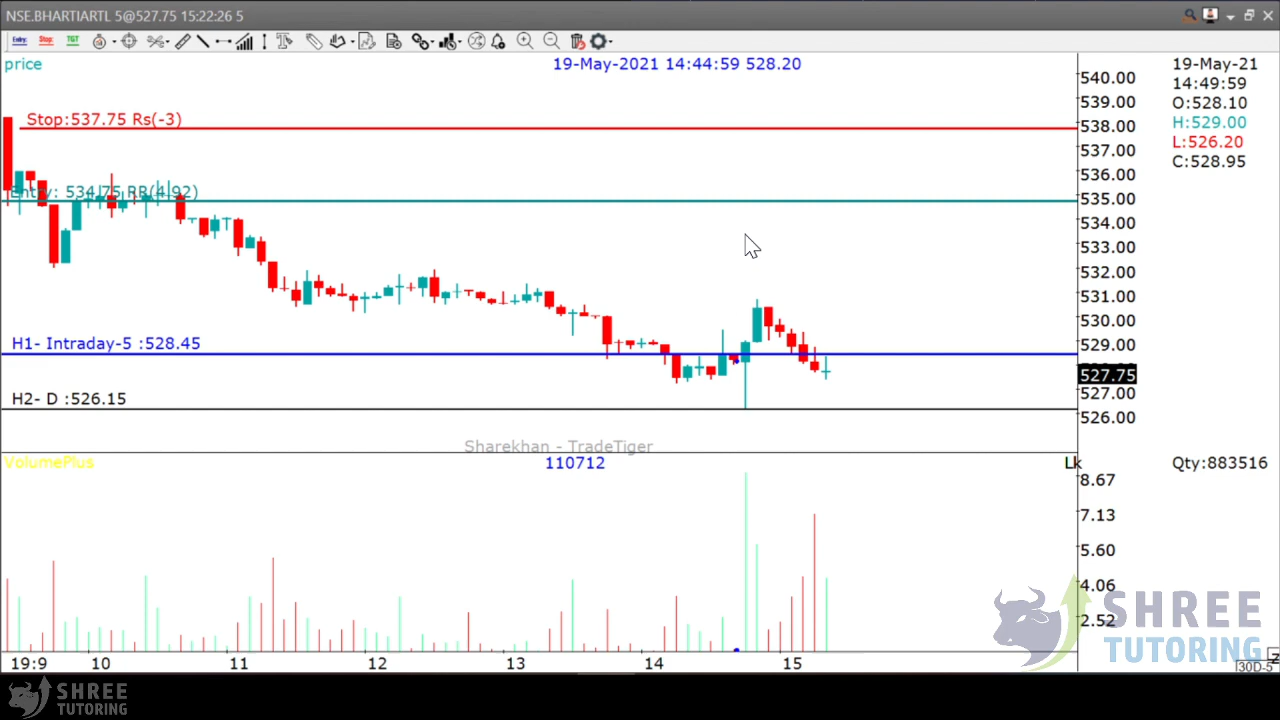 NSE.BHARTIARTL 5@527.75 15:22:26 5
Entry: Stop: TGT
price
19-May-2021 14:44:59 528.20
19-May-21
14:49:59
O:528.10
H:529.00
L:526.20
C:528.95
540.00
539.00
538.00
537.00
536.00
535.00
534.00
533.00
532.00
531.00
530.00
529.00
527.75
527.00
526.00
Stop:537.75 Rs(-3)
Entry: 534.75 RR(4.92)
H1- Intraday-5 :528.45
H2- D :526.15
Sharekhan - TradeTiger
VolumePlus
110712
Lk
Qty:883516
8.67
7.13
5.60
4.06
2.52
19:9 10 11 12 13 14 15
30D-5
SHREE
TUTORING
SHREE
TUTORING